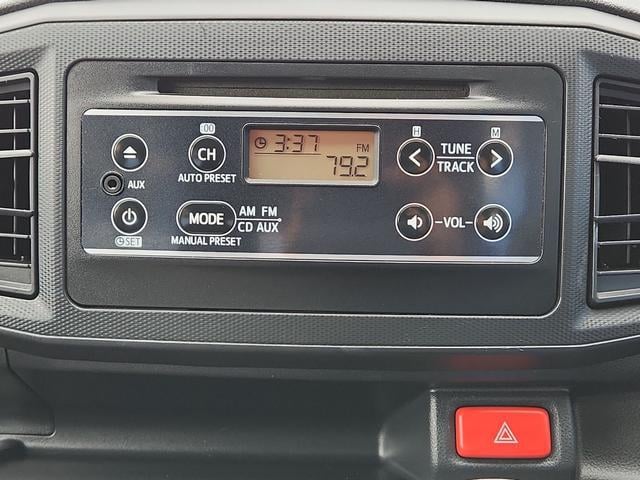 :00
CH
AUTO PRESET
AUX
SET
MODE
AM FM
CD AUX
MANUAL PRESET
3:37
FM
79.2
H
M
TUNE
TRACK
VOL